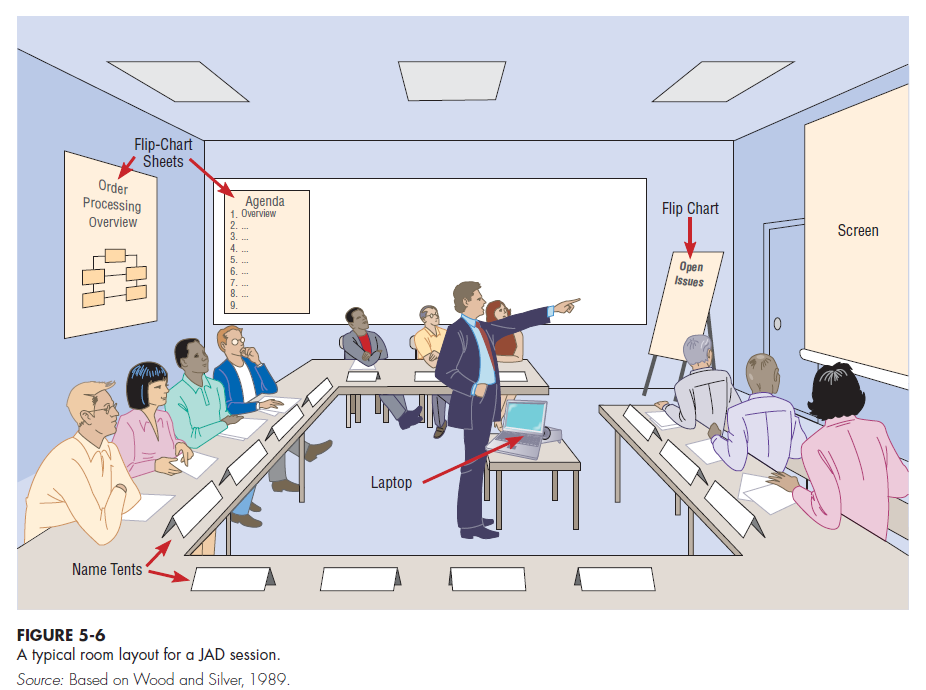 Flip-Chart
Sheets
Order
Processing
Overview
Agenda
1. Overview
2. ...
3. ...
4. ...
5. ...
6. ...
7. ...
8. ...
9.
Flip Chart
Open
Issues
Screen
Laptop
Name Tents
FIGURE 5-6
A typical room layout for a JAD session.
Source: Based on Wood and Silver, 1989.